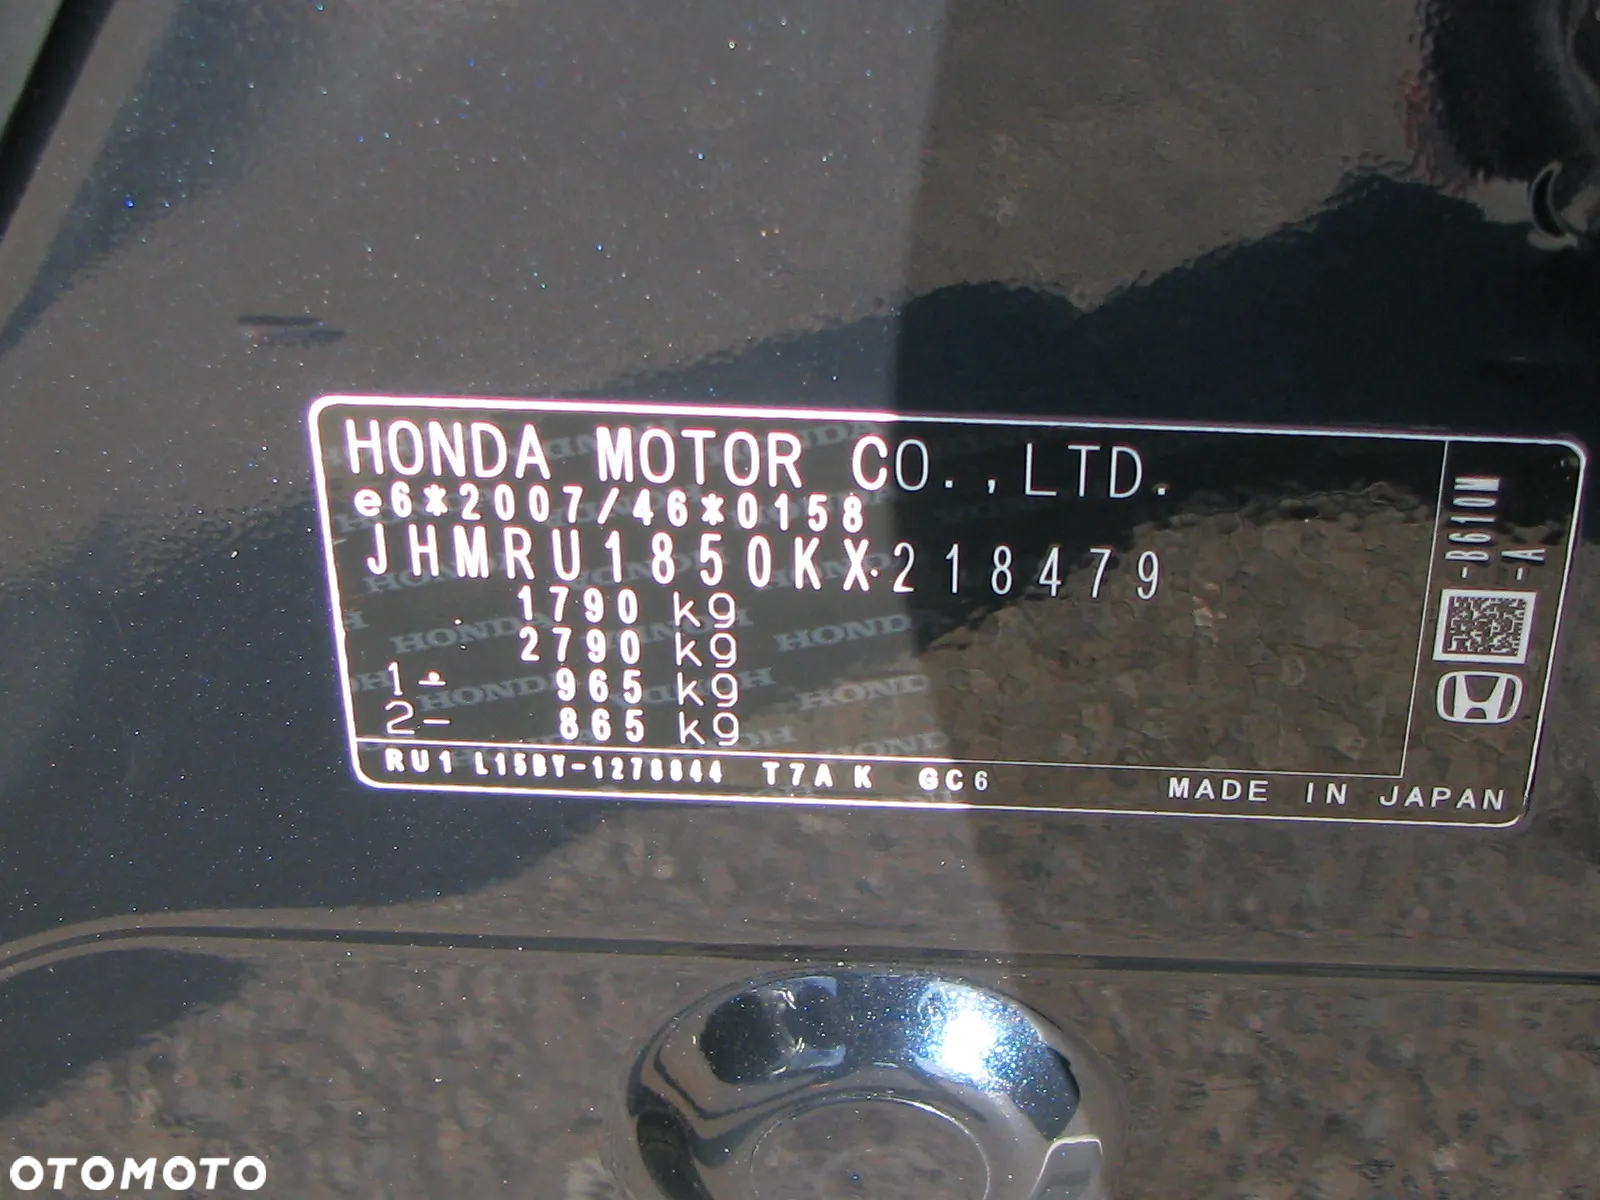 HONDA MOTOR CO.,LTD.
e6*2007/46*0158
JHMRU1850KX218479
1790 kg
2790 kg
1- 965 kg
2- 865 kg
RU1 L15BY-1278844 T7A K GC6
MADE IN JAPAN
-B610M
-A
OTOMOTO